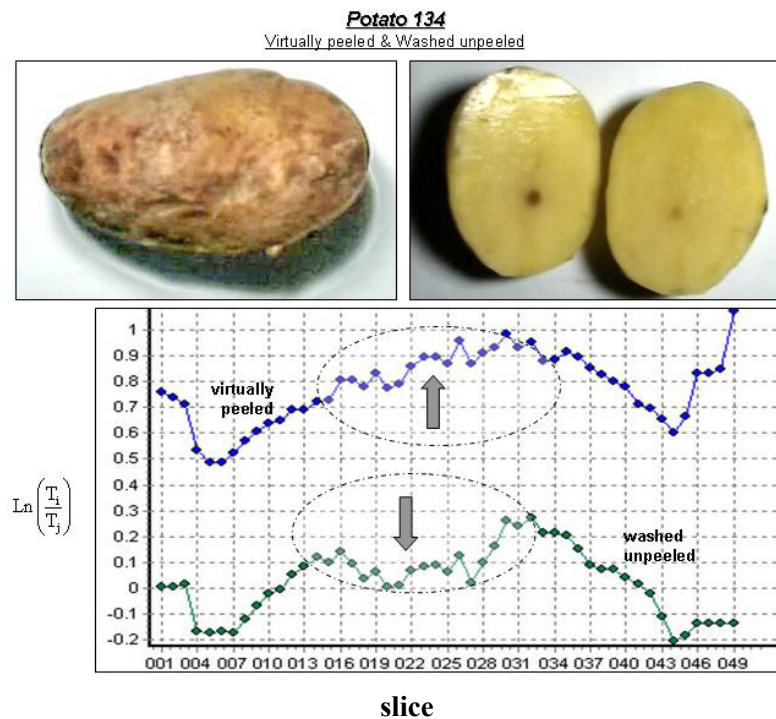 Potato 134
Virtually peeled & Washed unpeeled
1
0.9
0.8
0.7
0.6
0.5
0.4
0.3
0.2
0.1
0
-0.1
-0.2
virtually
peeled
washed
unpeeled
Ln(Ti/Tj)
001 004 007 010 013 016 019 022 025 028 031 034 037 040 043 046 049
slice